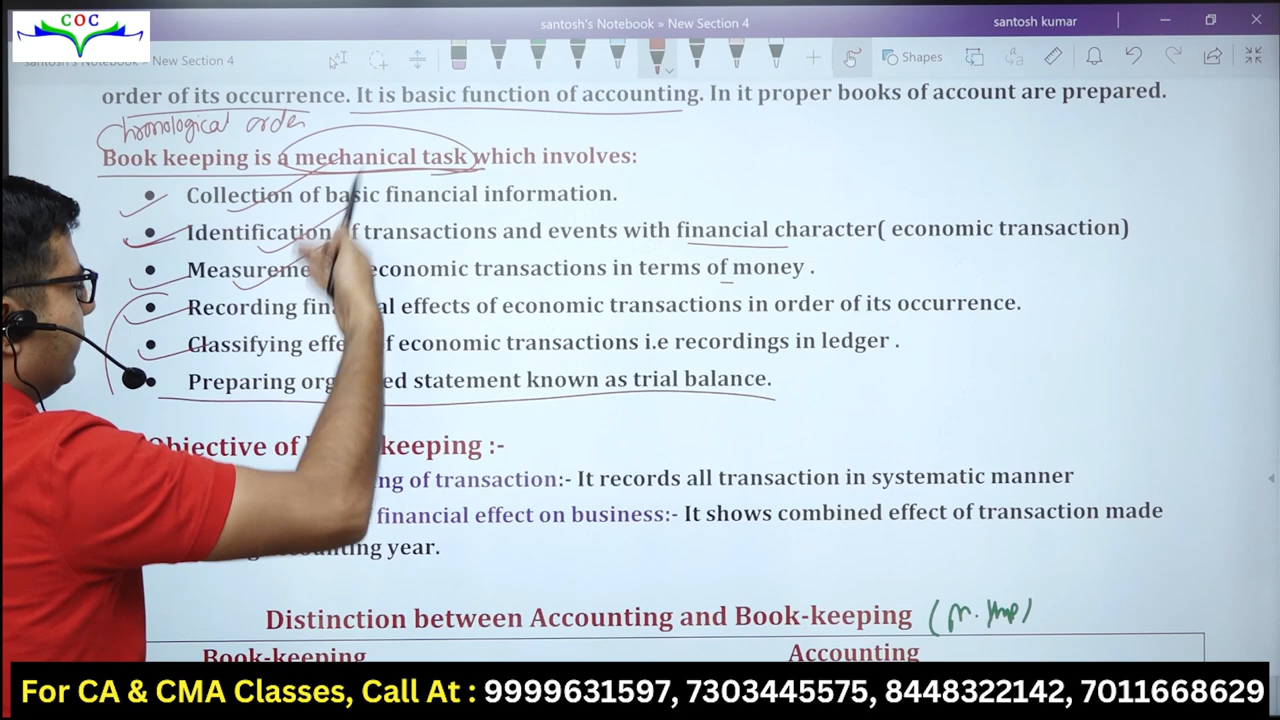 COC
santosh's Notebook » New Section 4
santosh kumar
santosh's Notebook » New Section 4
Shapes
order of its occurrence. It is basic function of accounting. In it proper books of account are prepared.
Chronological order
Book keeping is a mechanical task which involves:
• Collection of basic financial information.
• Identification of transactions and events with financial character( economic transaction)
• Measureme economic transactions in terms of money .
• Recording financial effects of economic transactions in order of its occurrence.
• Classifying effe f economic transactions i.e recordings in ledger .
• Preparing org ed statement known as trial balance.
Objective of keeping :-
ng of transaction:- It records all transaction in systematic manner
financial effect on business:- It shows combined effect of transaction made
accounting year.
Distinction between Accounting and Book-keeping (m. Imp)
Book-keeping Accounting
For CA & CMA Classes, Call At : 9999631597, 7303445575, 8448322142, 7011668629